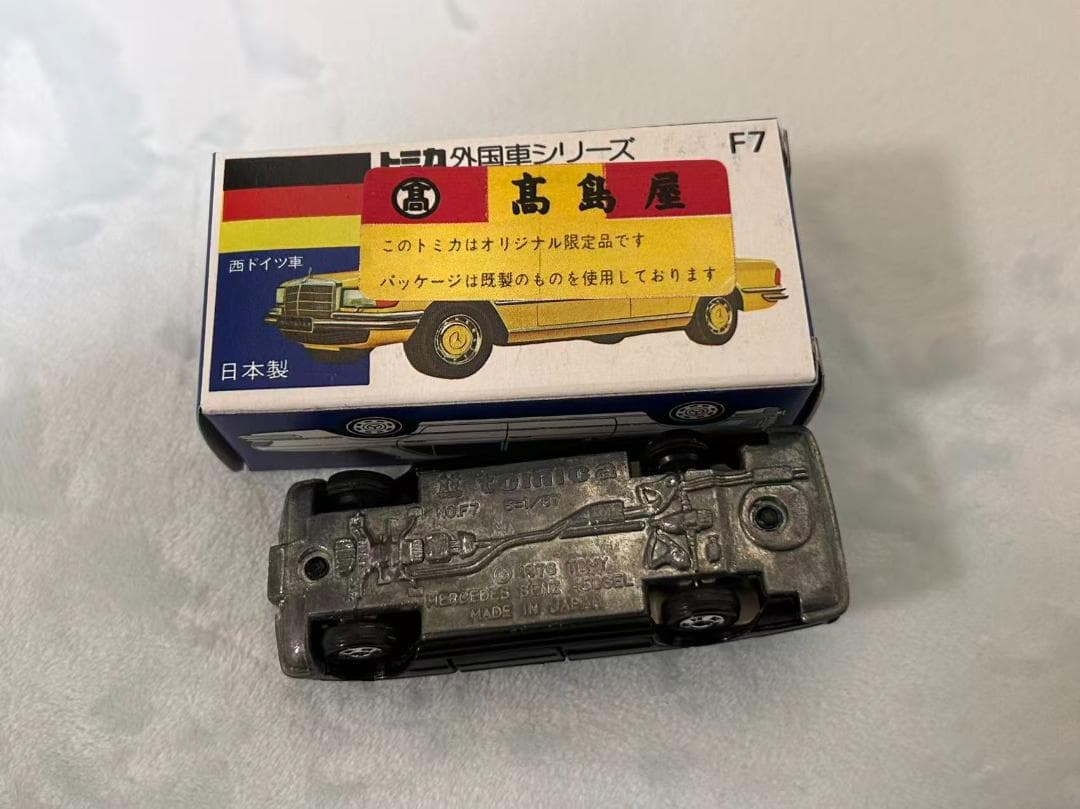 トミカ外国車シリーズ
F7
髙 髙島屋
このトミカはオリジナル限定品です
パッケージは既製のものを使用しております
西ドイツ車
日本製
tomica
NO.F7 S=1/67
© 1976 TOMY
MERCEDES BENZ 450SEL
MADE IN JAPAN